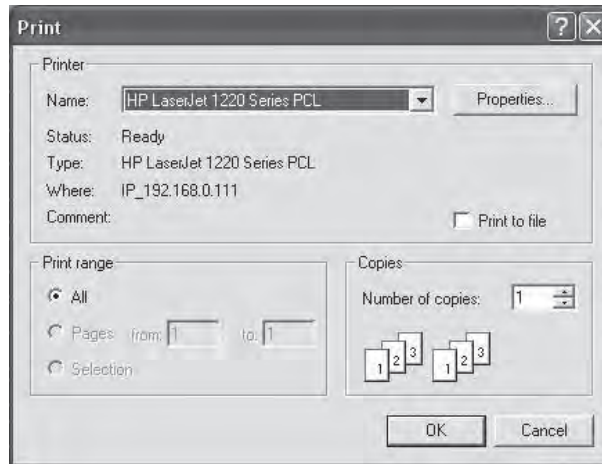 Print
Printer
Name: HP LaserJet 1220 Series PCL Properties...
Status: Ready
Type: HP LaserJet 1220 Series PCL
Where: IP_192.168.0.111
Comment:
Print to file
Print range
All
Pages from: 1 to: 1
Selection
Copies
Number of copies: 1
1 2 3 1 2 3
OK Cancel